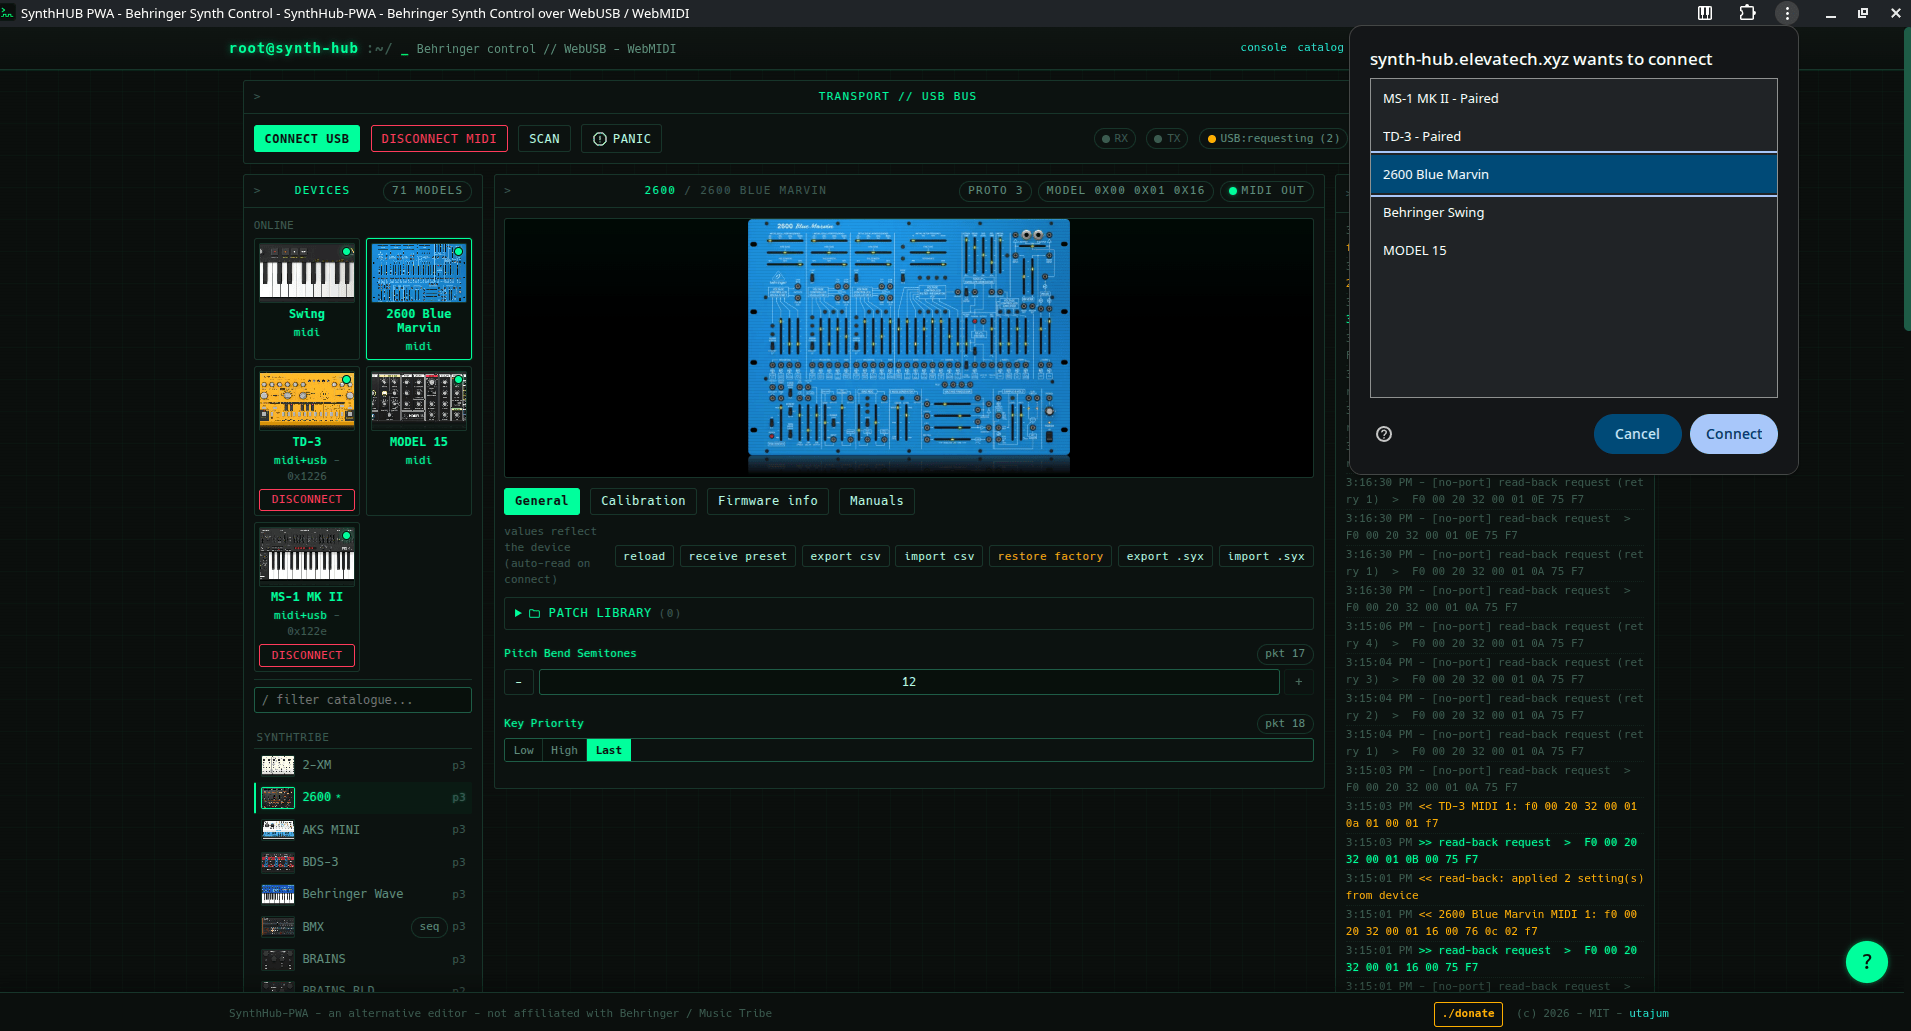 SynthHUB PWA - Behringer Synth Control - SynthHub-PWA - Behringer Synth Control over WebUSB / WebMIDI
root@synth-hub :~/ _ Behringer control // WebUSB - WebMIDI
console catalog
synth-hub.elevatech.xyz wants to connect
MS-1 MK II - Paired
TD-3 - Paired
2600 Blue Marvin
Behringer Swing
MODEL 15
Cancel
Connect
> TRANSPORT // USB BUS
CONNECT USB
DISCONNECT MIDI
SCAN
PANIC
RX
TX
USB:requesting (2)
> DEVICES
71 MODELS
ONLINE
Swing
midi
2600 Blue
Marvin
midi
TD-3
midi+usb -
0x1226
DISCONNECT
MODEL 15
midi
MS-1 MK II
midi+usb -
0x122e
DISCONNECT
/ filter catalogue...
SYNTHTRIBE
2-XM p3
2600 * p3
AKS MINI p3
BDS-3 p3
Behringer Wave p3
BMX seq p3
BRAINS p3
BRAINS RLD p2
> 2600 / 2600 BLUE MARVIN
PROTO 3
MODEL 0X00 0X01 0X16
MIDI OUT
2600 Blue Marvin
General
Calibration
Firmware info
Manuals
values reflect
the device
(auto-read on
connect)
reload
receive preset
export csv
import csv
restore factory
export .syx
import .syx
PATCH LIBRARY (0)
Pitch Bend Semitones
pkt 17
-
12
+
Key Priority
pkt 18
Low
High
Last
3:16:30 PM - [no-port] read-back request (ret
ry 1) > F0 00 20 32 00 01 0E 75 F7
3:16:30 PM - [no-port] read-back request >
F0 00 20 32 00 01 0E 75 F7
3:16:30 PM - [no-port] read-back request (ret
ry 1) > F0 00 20 32 00 01 0A 75 F7
3:16:30 PM - [no-port] read-back request >
F0 00 20 32 00 01 0A 75 F7
3:15:06 PM - [no-port] read-back request (ret
ry 4) > F0 00 20 32 00 01 0A 75 F7
3:15:04 PM - [no-port] read-back request (ret
ry 3) > F0 00 20 32 00 01 0A 75 F7
3:15:04 PM - [no-port] read-back request (ret
ry 2) > F0 00 20 32 00 01 0A 75 F7
3:15:04 PM - [no-port] read-back request (ret
ry 1) > F0 00 20 32 00 01 0A 75 F7
3:15:03 PM - [no-port] read-back request >
F0 00 20 32 00 01 0A 75 F7
3:15:03 PM << TD-3 MIDI 1: f0 00 20 32 00 01
0a 01 00 01 f7
3:15:03 PM >> read-back request > F0 00 20
32 00 01 0B 00 75 F7
3:15:01 PM << read-back: applied 2 setting(s)
from device
3:15:01 PM << 2600 Blue Marvin MIDI 1: f0 00
20 32 00 01 16 00 76 0c 02 f7
3:15:01 PM >> read-back request > F0 00 20
32 00 01 16 00 75 F7
3:15:01 PM - [no-port] read-back request >
?
SynthHub-PWA - an alternative editor - not affiliated with Behringer / Music Tribe
./donate
(c) 2026 - MIT - utajum